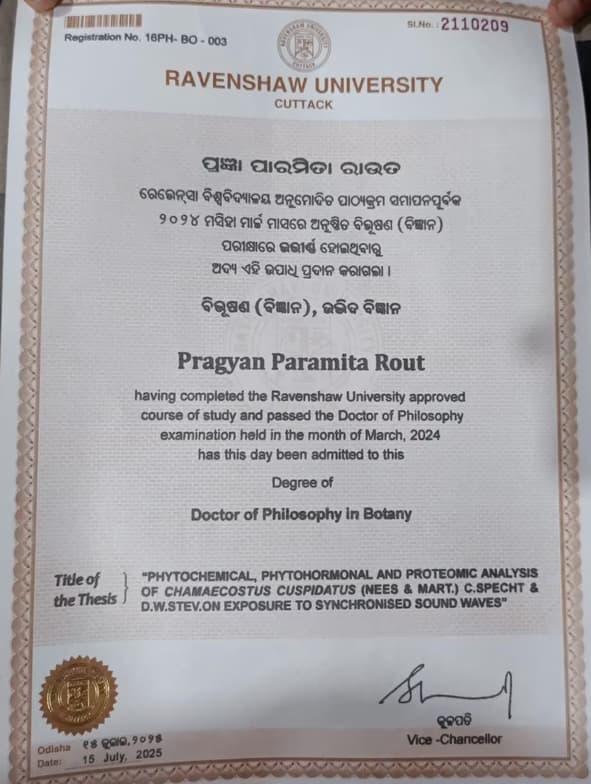 Registration No. 16PH- BO - 003
Sl.No. : 2110209
RAVENSHAW UNIVERSITY
CUTTACK
ପ୍ରଜ୍ଞା ପାରମିତା ରାଉତ
ରେଭେନ୍ସା ବିଶ୍ୱବିଦ୍ୟାଳୟ ଅନୁମୋଦିତ ପାଠ୍ୟକ୍ରମ ସମାପନପୂର୍ବକ
୨୦୨୪ ମସିହା ମାର୍ଚ୍ଚ ମାସରେ ଅନୁଷ୍ଠିତ ବିଭୂଷଣ (ବିଜ୍ଞାନ)
ପରୀକ୍ଷାରେ ଉତ୍ତୀର୍ଣ୍ଣ ହୋଇଥିବାରୁ
ଅଦ୍ୟ ଏହି ଉପାଧି ପ୍ରଦାନ କରାଗଲା ।
ବିଭୂଷଣ (ବିଜ୍ଞାନ), ଉଦ୍ଭିଦ ବିଜ୍ଞାନ
Pragyan Paramita Rout
having completed the Ravenshaw University approved
course of study and passed the Doctor of Philosophy
examination held in the month of March, 2024
has this day been admitted to this
Degree of
Doctor of Philosophy in Botany
Title of
the Thesis
"PHYTOCHEMICAL, PHYTOHORMONAL AND PROTEOMIC ANALYSIS
OF CHAMAECOSTUS CUSPIDATUS (NEES & MART.) C.SPECHT &
D.W.STEV.ON EXPOSURE TO SYNCHRONISED SOUND WAVES"
କୁଳପତି
Vice -Chancellor
Odisha ୧୫ ଜୁଲାଇ, ୨୦୨୫
Date: 15 July, 2025